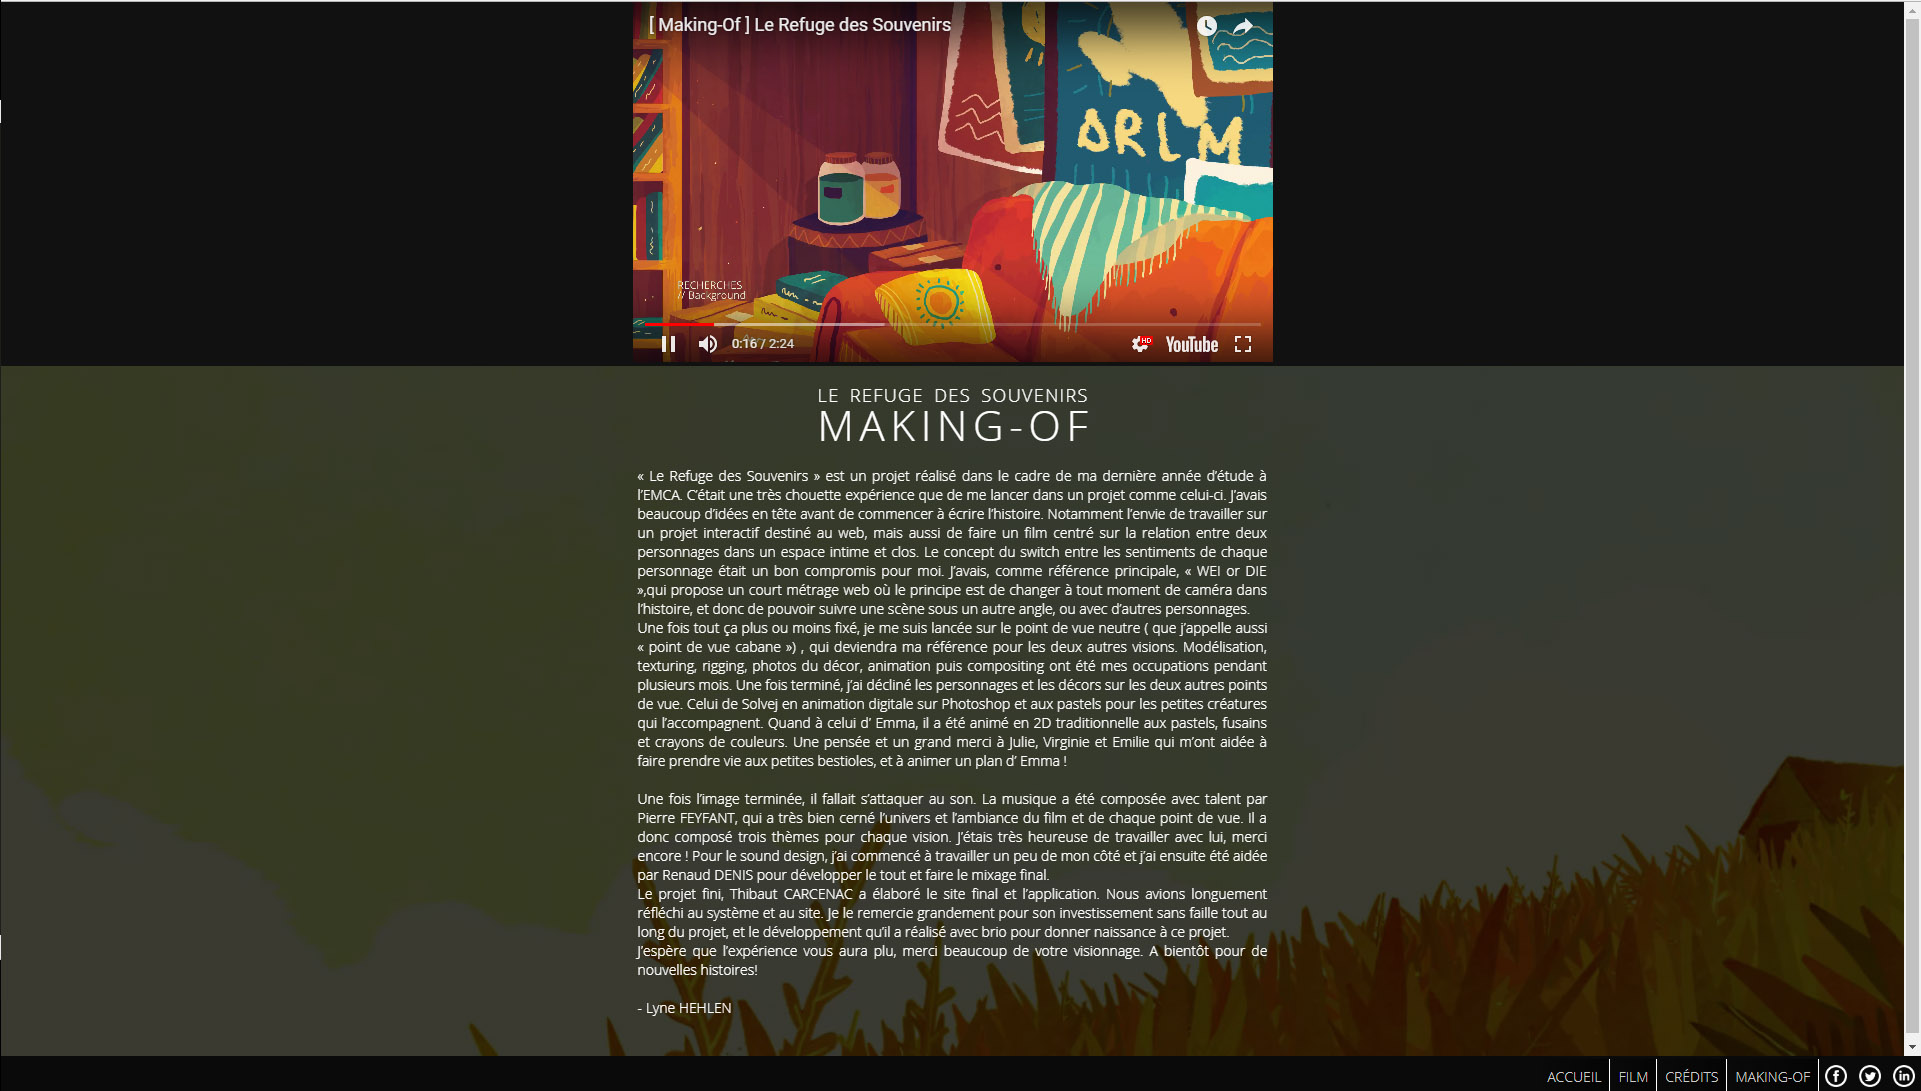 [ Making-Of ] Le Refuge des Souvenirs
DRLM
RECHERCHES
// Background
0:16 / 2:24
HD
YouTube
LE REFUGE DES SOUVENIRS
MAKING-OF
« Le Refuge des Souvenirs » est un projet réalisé dans le cadre de ma dernière année d’étude à
l’EMCA. C’était une très chouette expérience que de me lancer dans un projet comme celui-ci. J’avais
beaucoup d’idées en tête avant de commencer à écrire l’histoire. Notamment l’envie de travailler sur
un projet interactif destiné au web, mais aussi de faire un film centré sur la relation entre deux
personnages dans un espace intime et clos. Le concept du switch entre les sentiments de chaque
personnage était un bon compromis pour moi. J’avais, comme référence principale, « WEI or DIE
»,qui propose un court métrage web où le principe est de changer à tout moment de caméra dans
l’histoire, et donc de pouvoir suivre une scène sous un autre angle, ou avec d’autres personnages.
Une fois tout ça plus ou moins fixé, je me suis lancée sur le point de vue neutre ( que j’appelle aussi
« point de vue cabane ») , qui deviendra ma référence pour les deux autres visions. Modélisation,
texturing, rigging, photos du décor, animation puis compositing ont été mes occupations pendant
plusieurs mois. Une fois terminé, j’ai décliné les personnages et les décors sur les deux autres points
de vue. Celui de Solvej en animation digitale sur Photoshop et aux pastels pour les petites créatures
qui l’accompagnent. Quand à celui d’ Emma, il a été animé en 2D traditionnelle aux pastels, fusains
et crayons de couleurs. Une pensée et un grand merci à Julie, Virginie et Emilie qui m’ont aidée à
faire prendre vie aux petites bestioles, et à animer un plan d’ Emma !
Une fois l’image terminée, il fallait s’attaquer au son. La musique a été composée avec talent par
Pierre FEYFANT, qui a très bien cerné l’univers et l’ambiance du film et de chaque point de vue. Il a
donc composé trois thèmes pour chaque vision. J’étais très heureuse de travailler avec lui, merci
encore ! Pour le sound design, j’ai commencé à travailler un peu de mon côté et j’ai ensuite été aidée
par Renaud DENIS pour développer le tout et faire le mixage final.
Le projet fini, Thibaut CARCENAC a élaboré le site final et l’application. Nous avions longuement
réfléchi au système et au site. Je le remercie grandement pour son investissement sans faille tout au
long du projet, et le développement qu’il a réalisé avec brio pour donner naissance à ce projet.
J’espère que l’expérience vous aura plu, merci beaucoup de votre visionnage. A bientôt pour de
nouvelles histoires!
- Lyne HEHLEN
ACCUEIL FILM CRÉDITS MAKING-OF